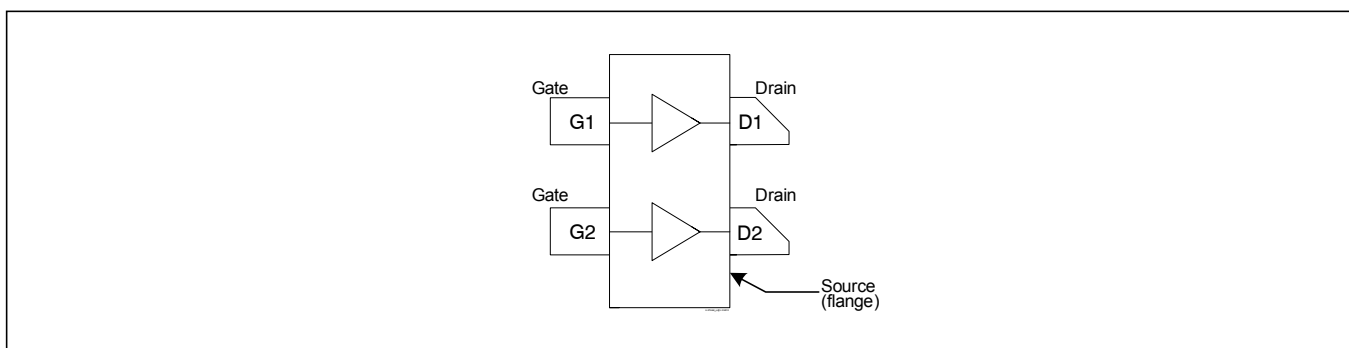 Gate
Drain
G1
D1
Gate
Drain
G2
D2
Source
(flange)